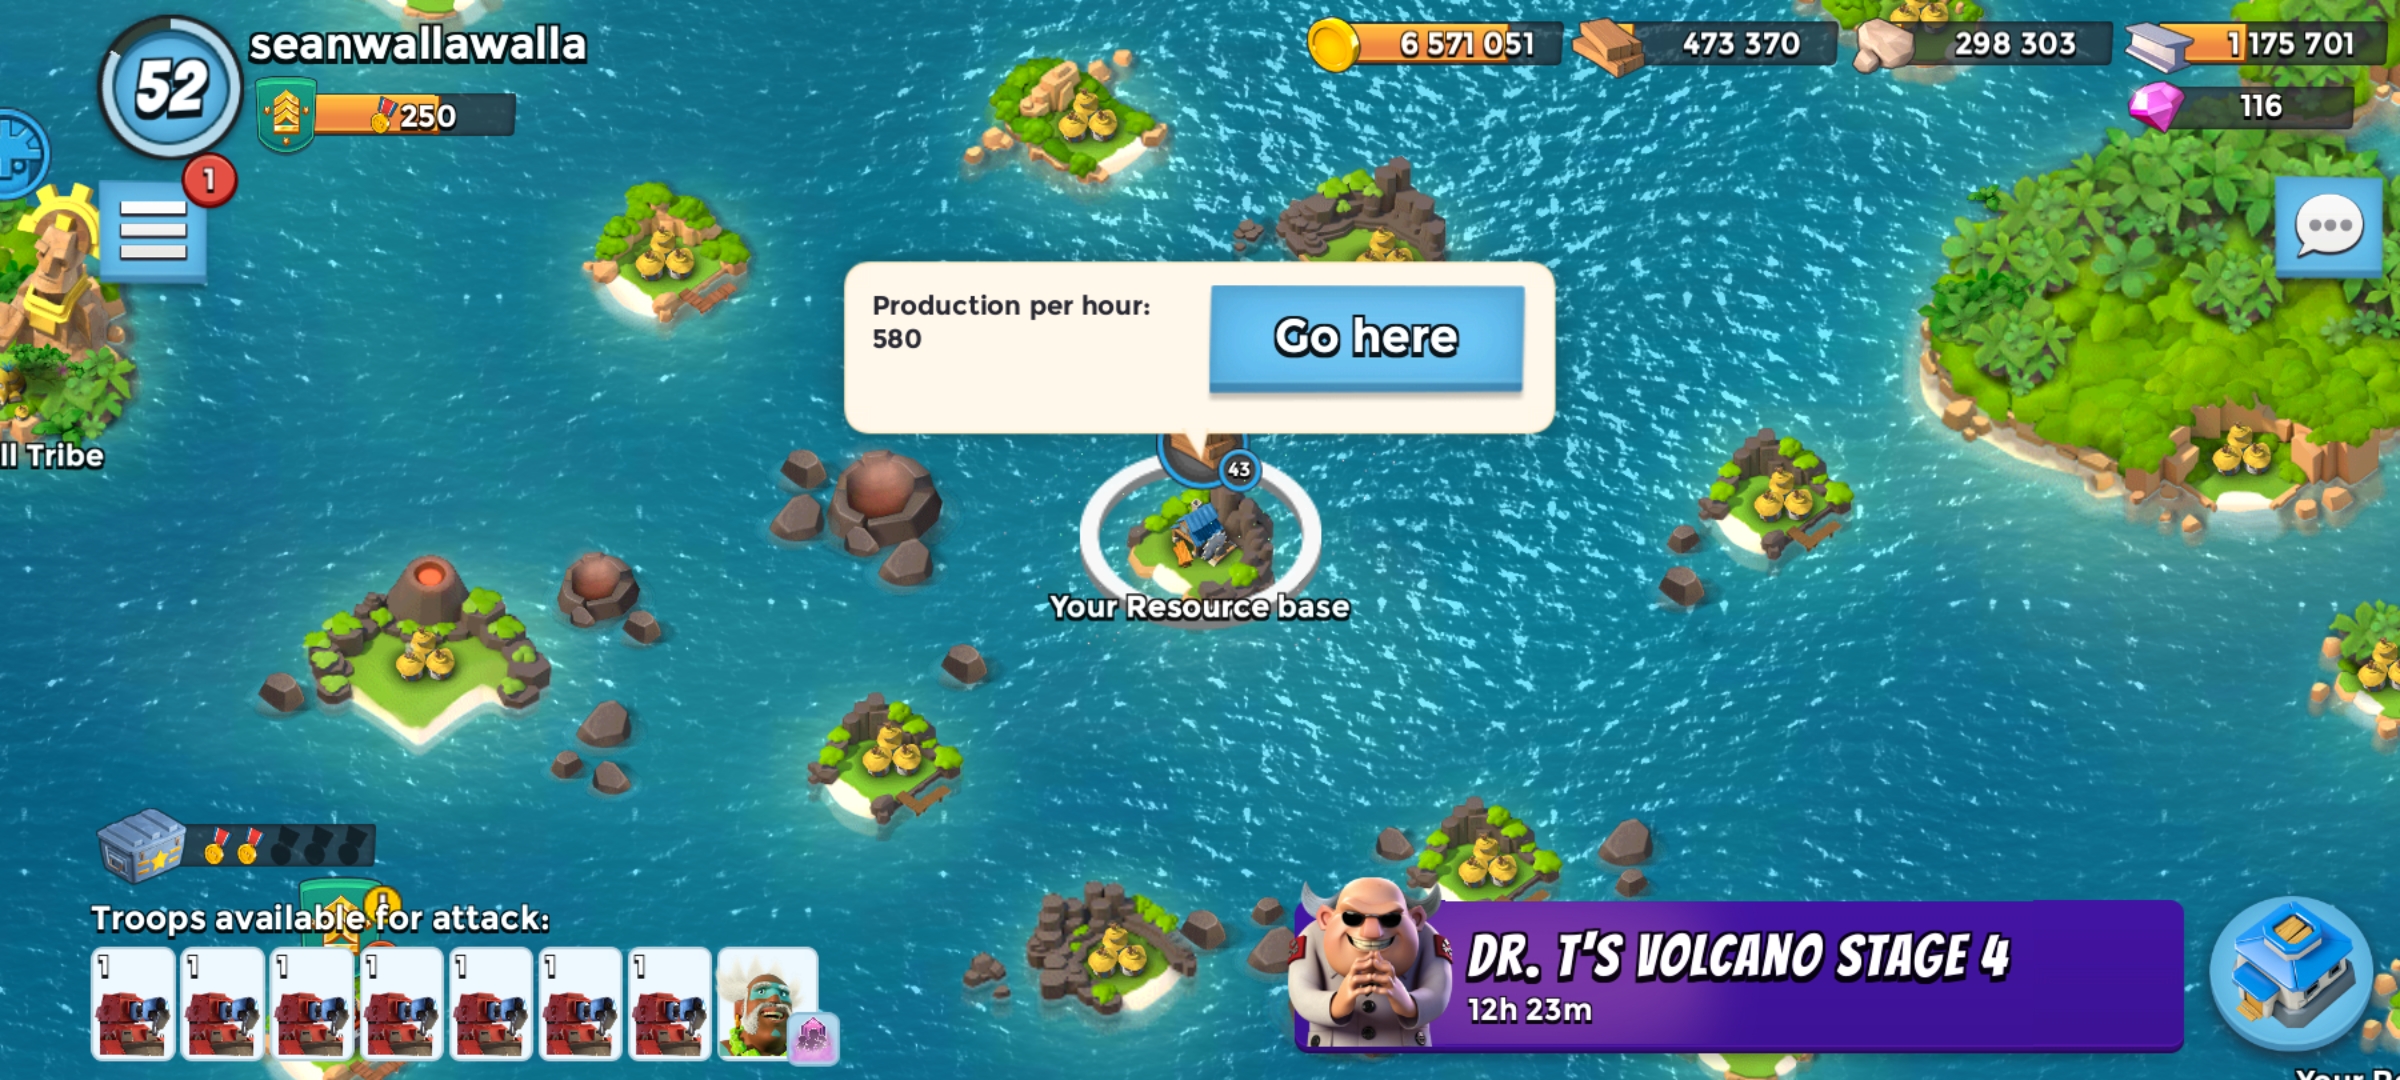 52
seanwallawalla
250
6 571 051
473 370
298 303
1 175 701
116
1
Production per hour:
580
Go here
ll Tribe
43
Your Resource base
Troops available for attack:
1
1
1
1
1
1
1
DR. T'S VOLCANO STAGE 4
12h 23m